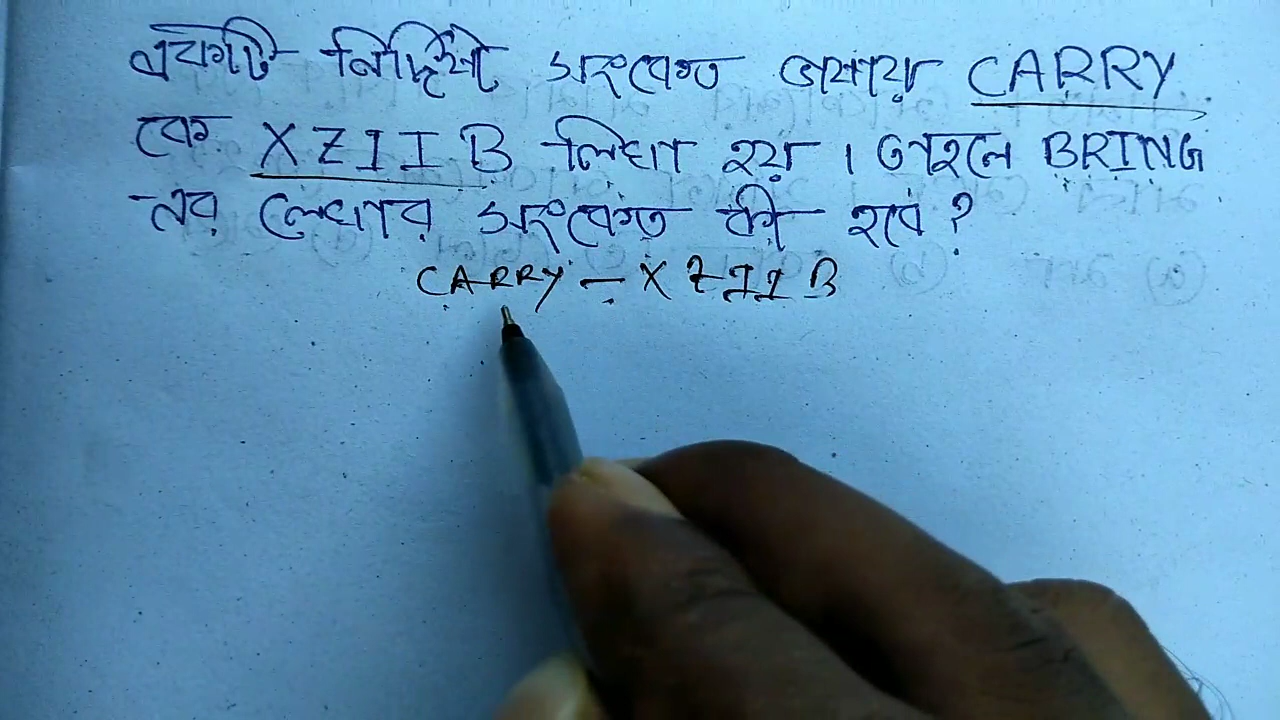 একটি নির্দিষ্ট সংকেত ভাষায় CARRY
কে XZIIB লিখা হয়। তাহলে BRING
এর লেখার সংকেত কী হবে?
CARRY – XZIIB